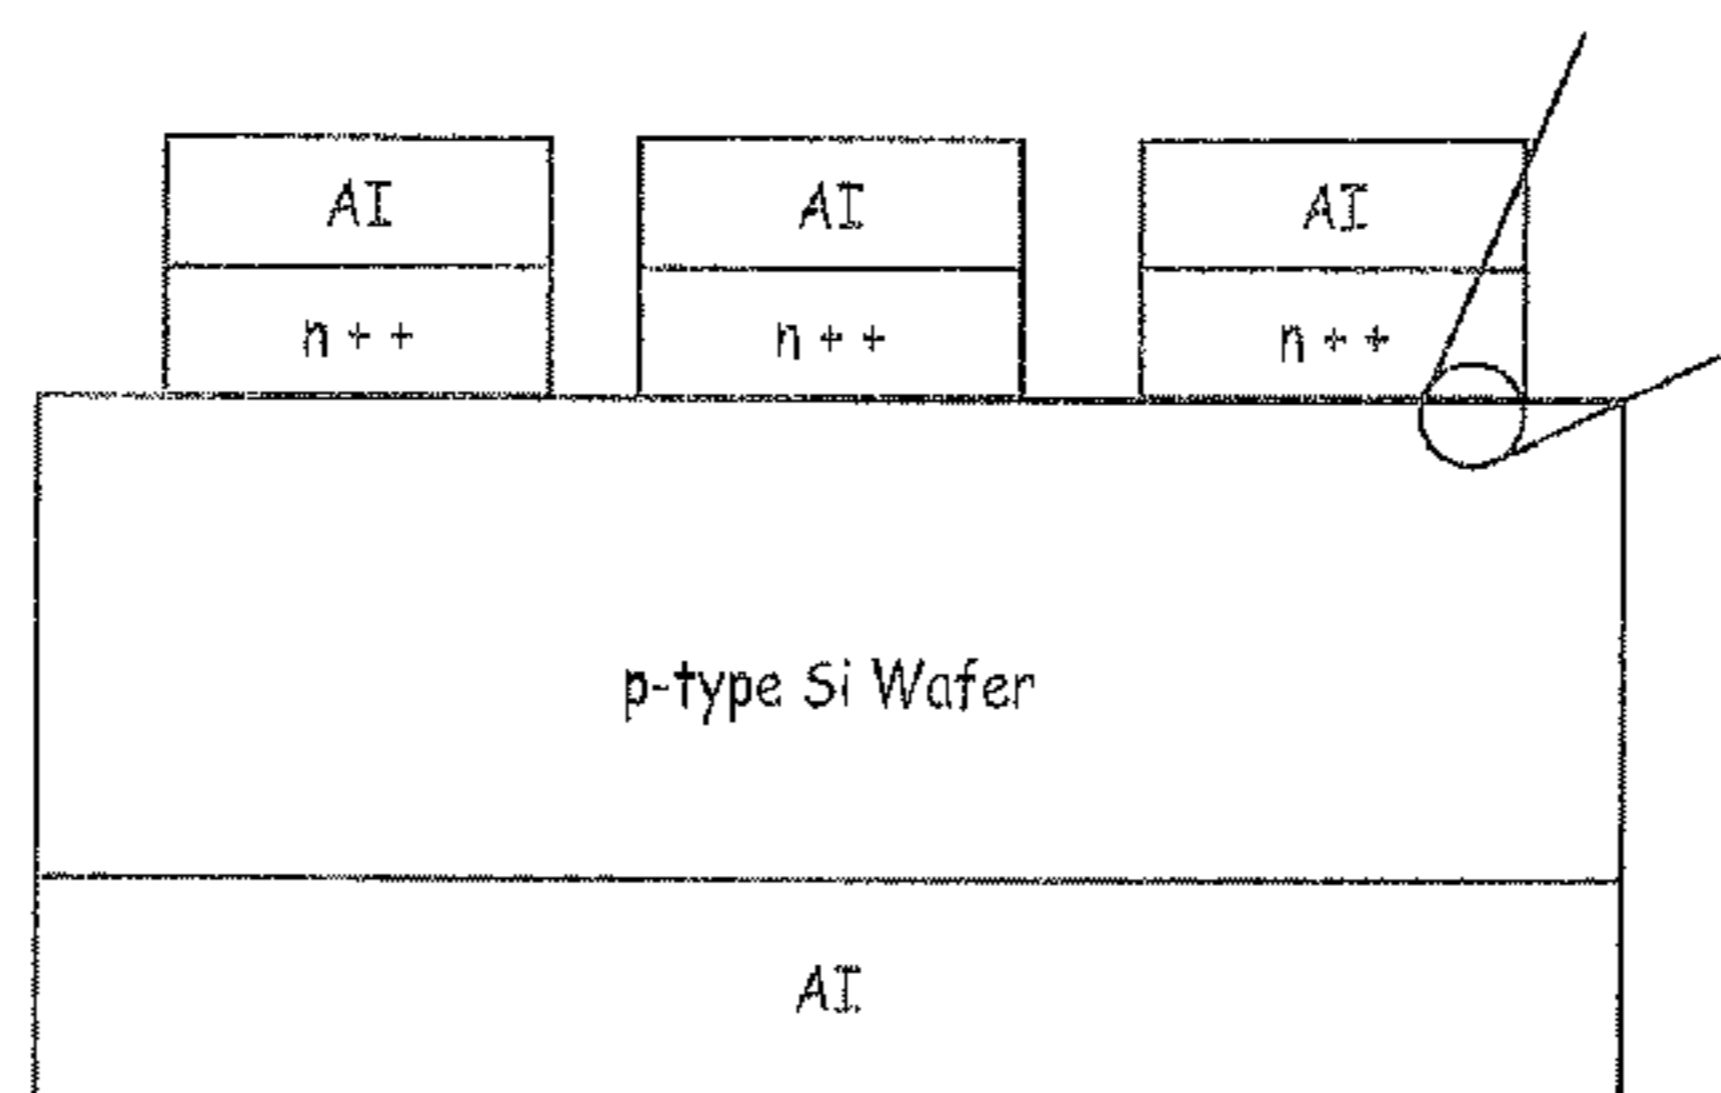 Al
Al
Al
n + +
n + +
n + +
p-type Si Wafer
Al